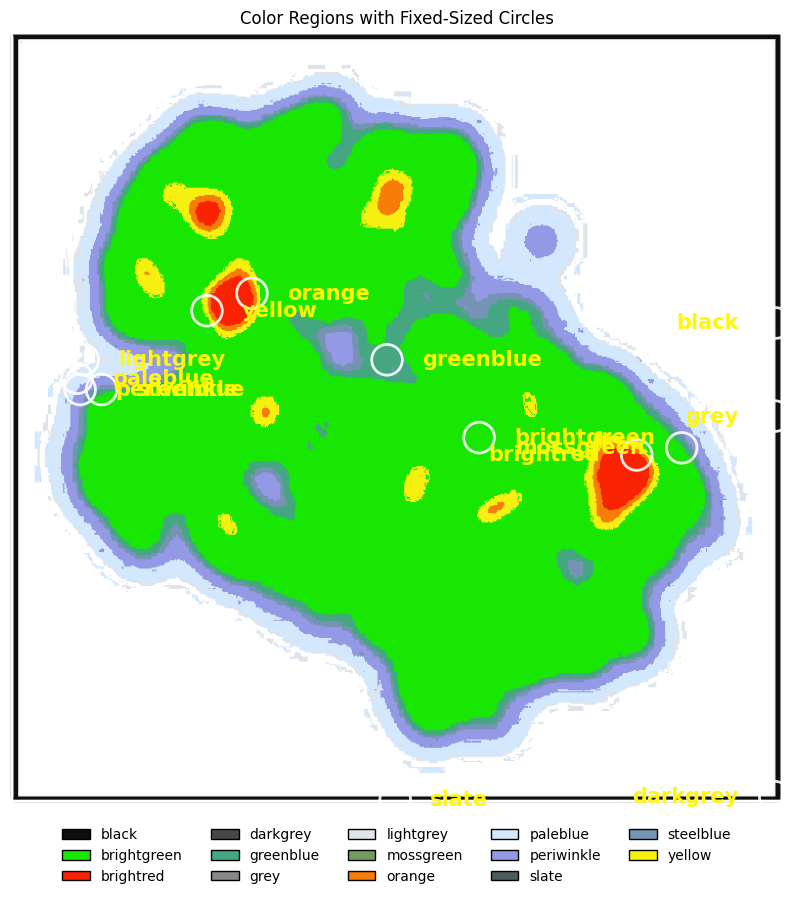 Color Regions with Fixed-Sized Circles
orange
yellow
black
lightgrey
greenblue
paleblue
periwinkle
steelblue
grey
brightgreen
mossgreen
brightred
darkgrey
slate
black darkgrey lightgrey paleblue steelblue
brightgreen greenblue mossgreen periwinkle yellow
brightred grey orange slate